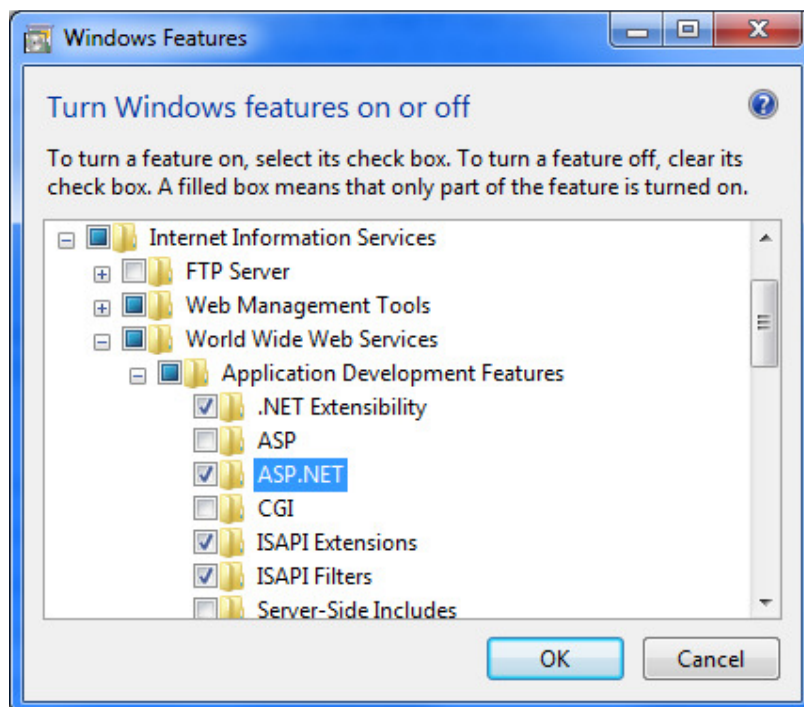 Windows Features
Turn Windows features on or off
To turn a feature on, select its check box. To turn a feature off, clear its
check box. A filled box means that only part of the feature is turned on.
Internet Information Services
FTP Server
Web Management Tools
World Wide Web Services
Application Development Features
.NET Extensibility
ASP
ASP.NET
CGI
ISAPI Extensions
ISAPI Filters
Server-Side Includes
OK Cancel